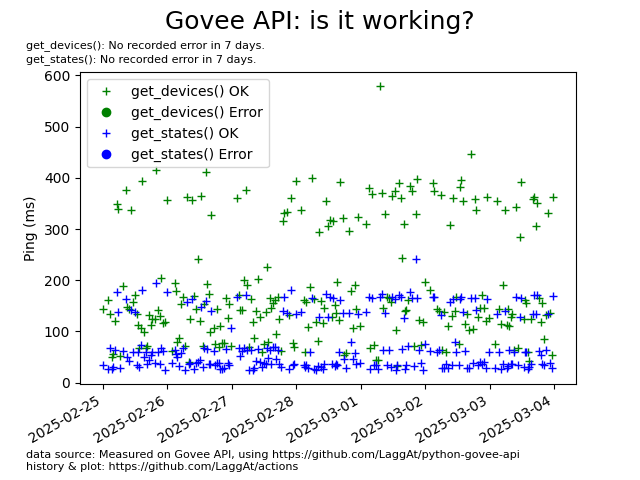 Govee API: is it working?
get_devices(): No recorded error in 7 days.
get_states(): No recorded error in 7 days.
600
500
400
300
200
100
0
Ping (ms)
get_devices() OK
get_devices() Error
get_states() OK
get_states() Error
2025-02-25
2025-02-26
2025-02-27
2025-02-28
2025-03-01
2025-03-02
2025-03-03
2025-03-04
data source: Measured on Govee API, using https://github.com/LaggAt/python-govee-api
history & plot: https://github.com/LaggAt/actions